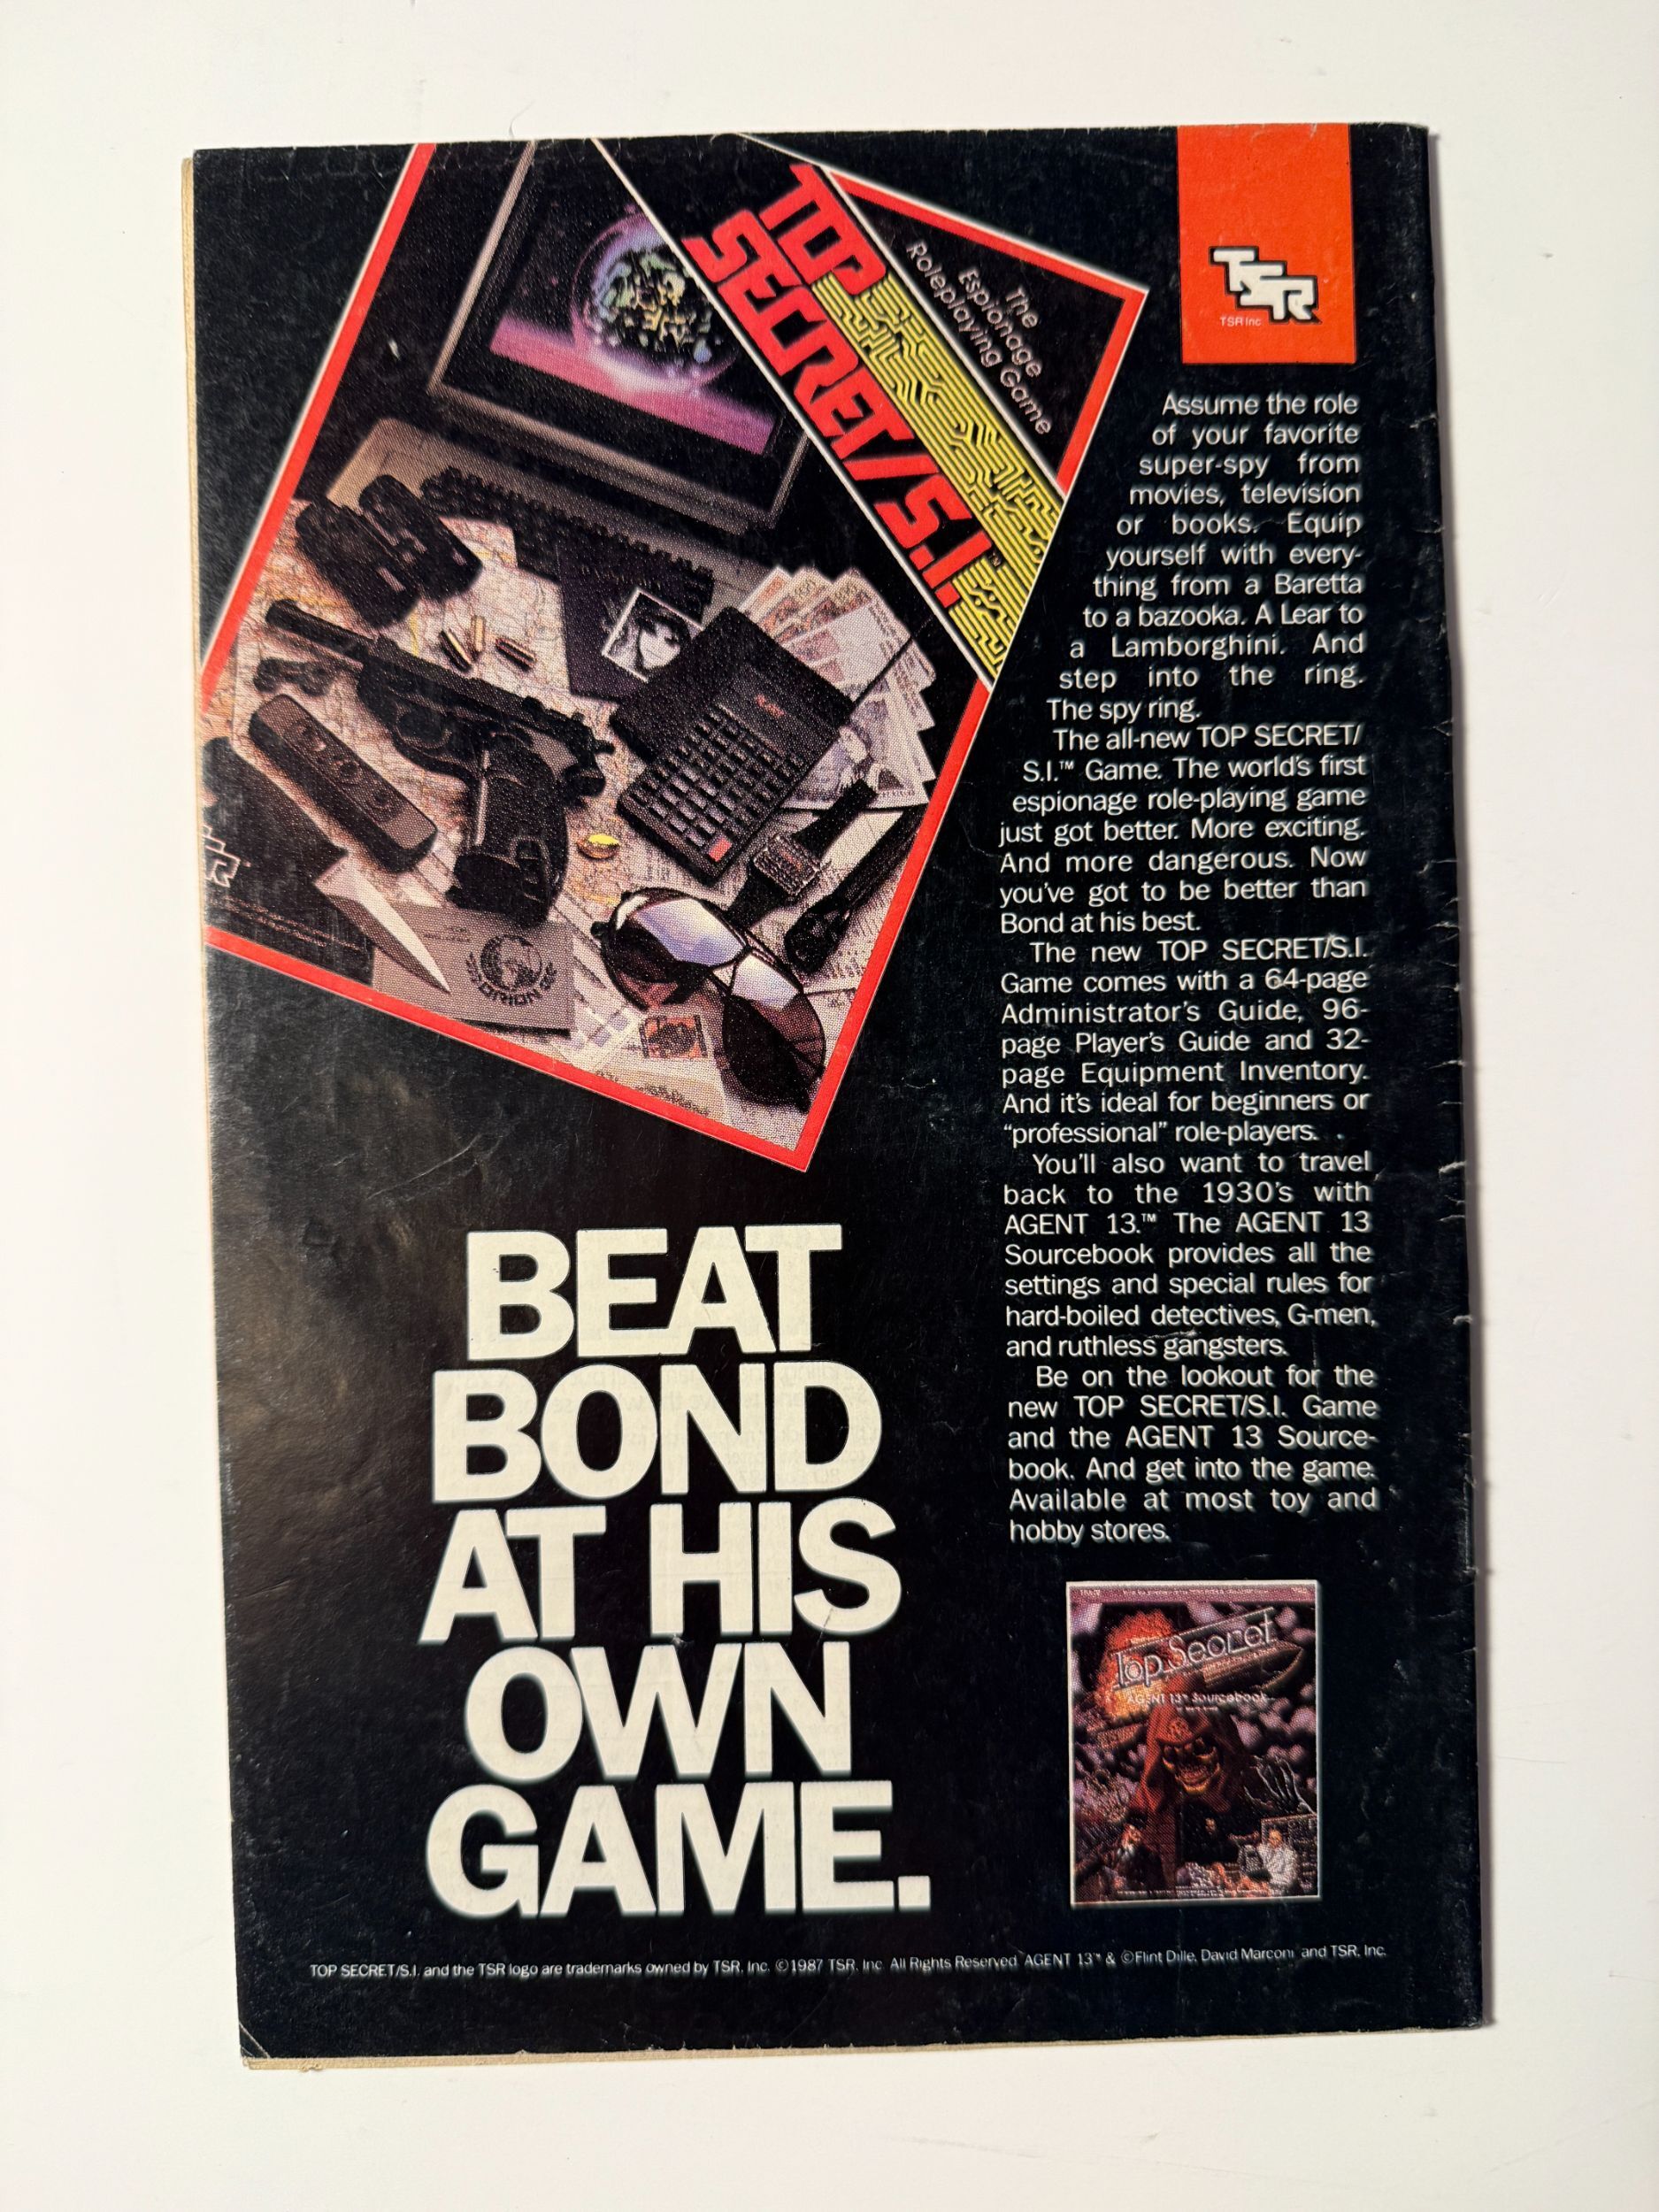 TOP
SECRET/S.I.™
The
Espionage
Roleplaying Game
ORION
TSR
TSR Inc
Assume the role
of your favorite
super-spy from
movies, television
or books. Equip
yourself with every-
thing from a Baretta
to a bazooka. A Lear to
a Lamborghini. And
step into the ring.
The spy ring.
The all-new TOP SECRET/
S.I.™ Game. The world's first
espionage role-playing game
just got better. More exciting.
And more dangerous. Now
you've got to be better than
Bond at his best.
The new TOP SECRET/S.I.
Game comes with a 64-page
Administrator's Guide, 96-
page Player's Guide and 32-
page Equipment Inventory.
And it's ideal for beginners or
"professional" role-players.
You'll also want to travel
back to the 1930's with
AGENT 13.™ The AGENT 13
Sourcebook provides all the
settings and special rules for
hard-boiled detectives, G-men,
and ruthless gangsters.
Be on the lookout for the
new TOP SECRET/S.I. Game
and the AGENT 13 Source-
book. And get into the game.
Available at most toy and
hobby stores.
BEAT
BOND
AT HIS
OWN
GAME.
Top Secret
AGENT 13™ Sourcebook
TOP SECRET/S.I. and the TSR logo are trademarks owned by TSR, Inc. ©1987 TSR, Inc. All Rights Reserved. AGENT 13™ & ©Flint Dille, David Marconi and TSR, Inc.